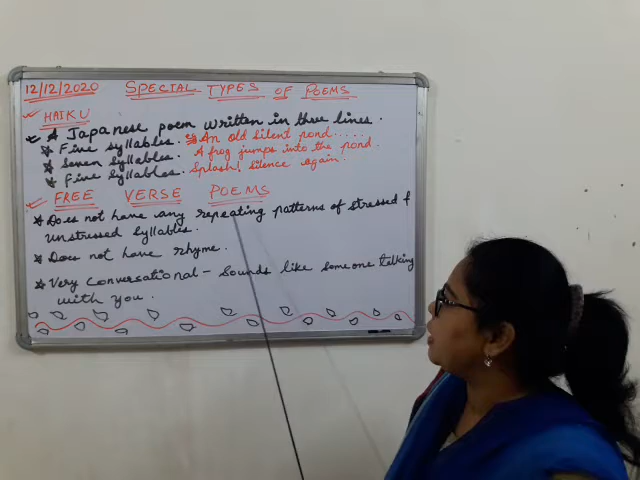 12/12/2020 SPECIAL TYPES OF POEMS
HAIKU
A Japanese poem written in three lines.
Five syllables. An old silent pond.....
Seven syllables. A frog jumps into the pond.
Five syllables. Splash! Silence again.
FREE VERSE POEMS
Does not have any repeating patterns of stressed &
unstressed syllables.
Does not have rhyme.
Very conversational - sounds like someone talking
with you.